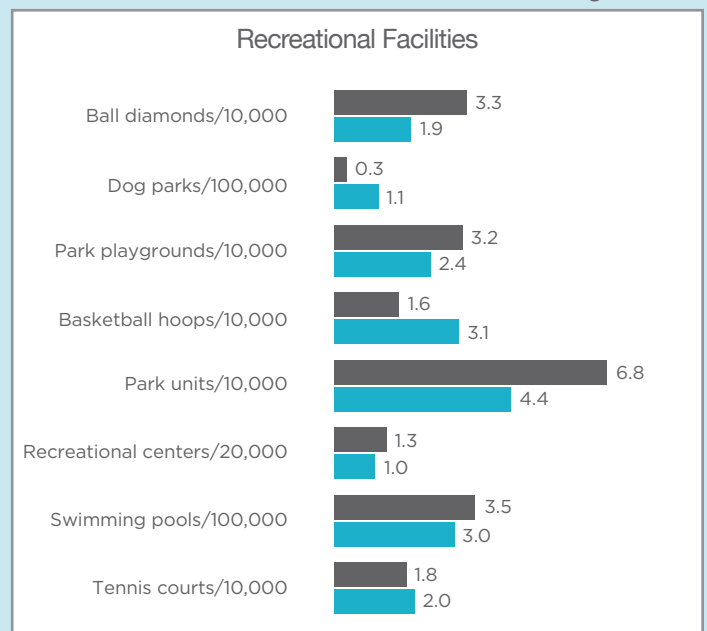 Recreational Facilities
Ball diamonds/10,000
3.3
1.9
Dog parks/100,000
0.3
1.1
Park playgrounds/10,000
3.2
2.4
Basketball hoops/10,000
1.6
3.1
Park units/10,000
6.8
4.4
Recreational centers/20,000
1.3
1.0
Swimming pools/100,000
3.5
3.0
Tennis courts/10,000
1.8
2.0